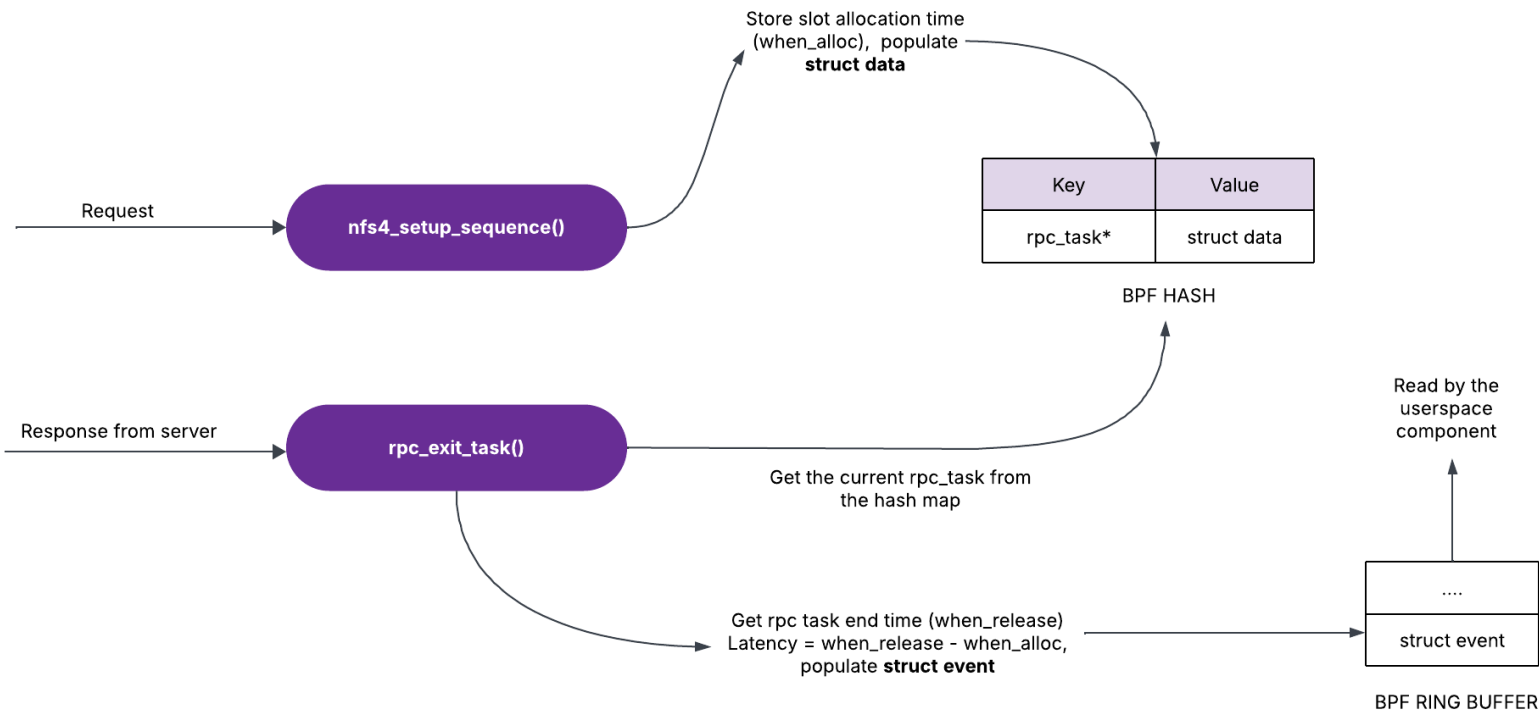 Store slot allocation time
(when_alloc), populate
struct data
Key
Value
rpc_task*
struct data
BPF HASH
Request
nfs4_setup_sequence()
Response from server
rpc_exit_task()
Get the current rpc_task from
the hash map
Read by the
userspace
component
Get rpc task end time (when_release)
Latency = when_release - when_alloc,
populate struct event
....
struct event
BPF RING BUFFER